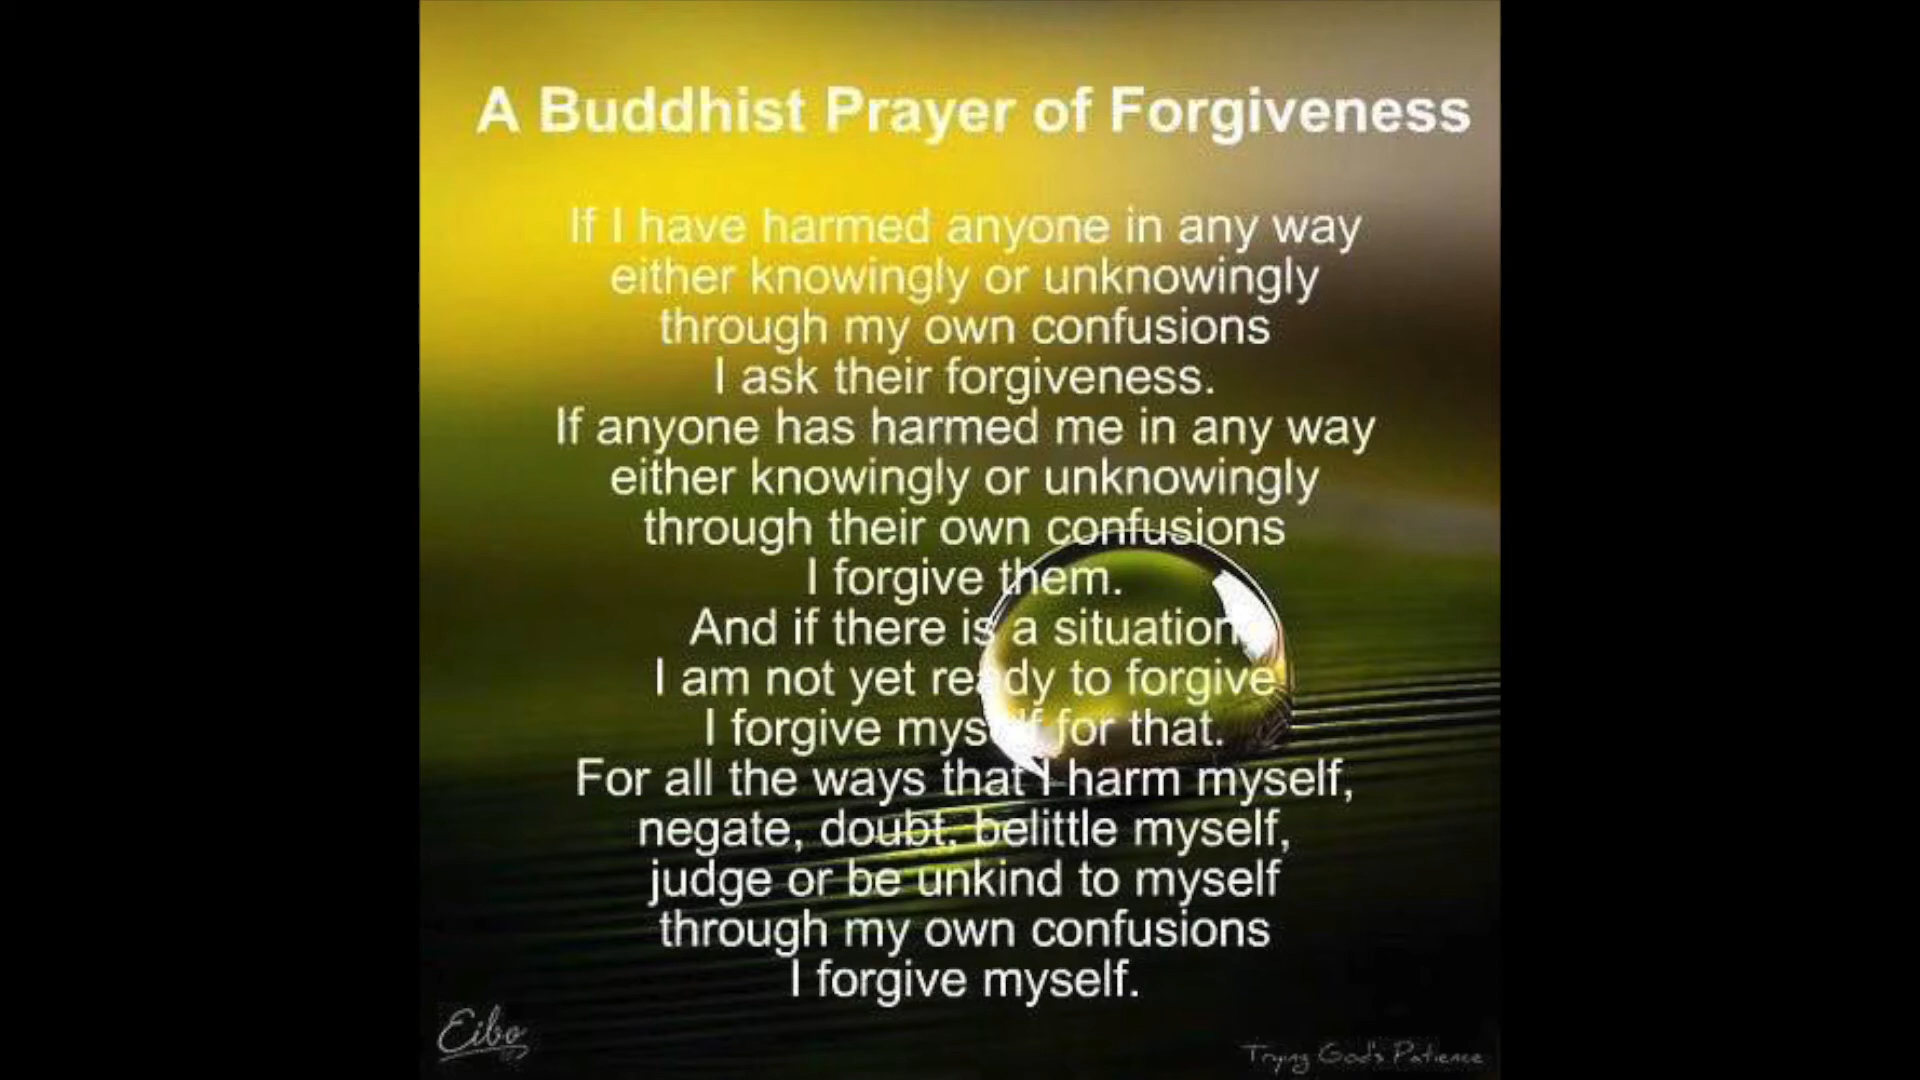 A Buddhist Prayer of Forgiveness
If I have harmed anyone in any way
either knowingly or unknowingly
through my own confusions
I ask their forgiveness.
If anyone has harmed me in any way
either knowingly or unknowingly
through their own confusions
I forgive them.
And if there is a situation
I am not yet ready to forgive
I forgive myself for that.
For all the ways that I harm myself,
negate, doubt, belittle myself,
judge or be unkind to myself
through my own confusions
I forgive myself.
Eibo
Trying God's Patience